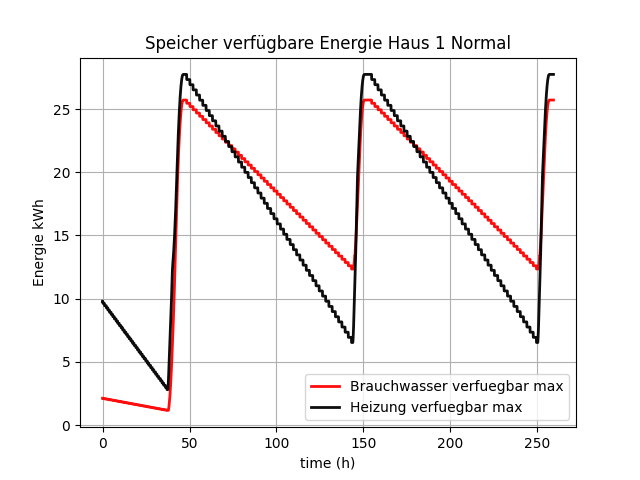 Speicher verfügbare Energie Haus 1 Normal
Energie kWh
25
20
15
10
5
0
Brauchwasser verfuegbar max
Heizung verfuegbar max
0
50
100
150
200
250
time (h)